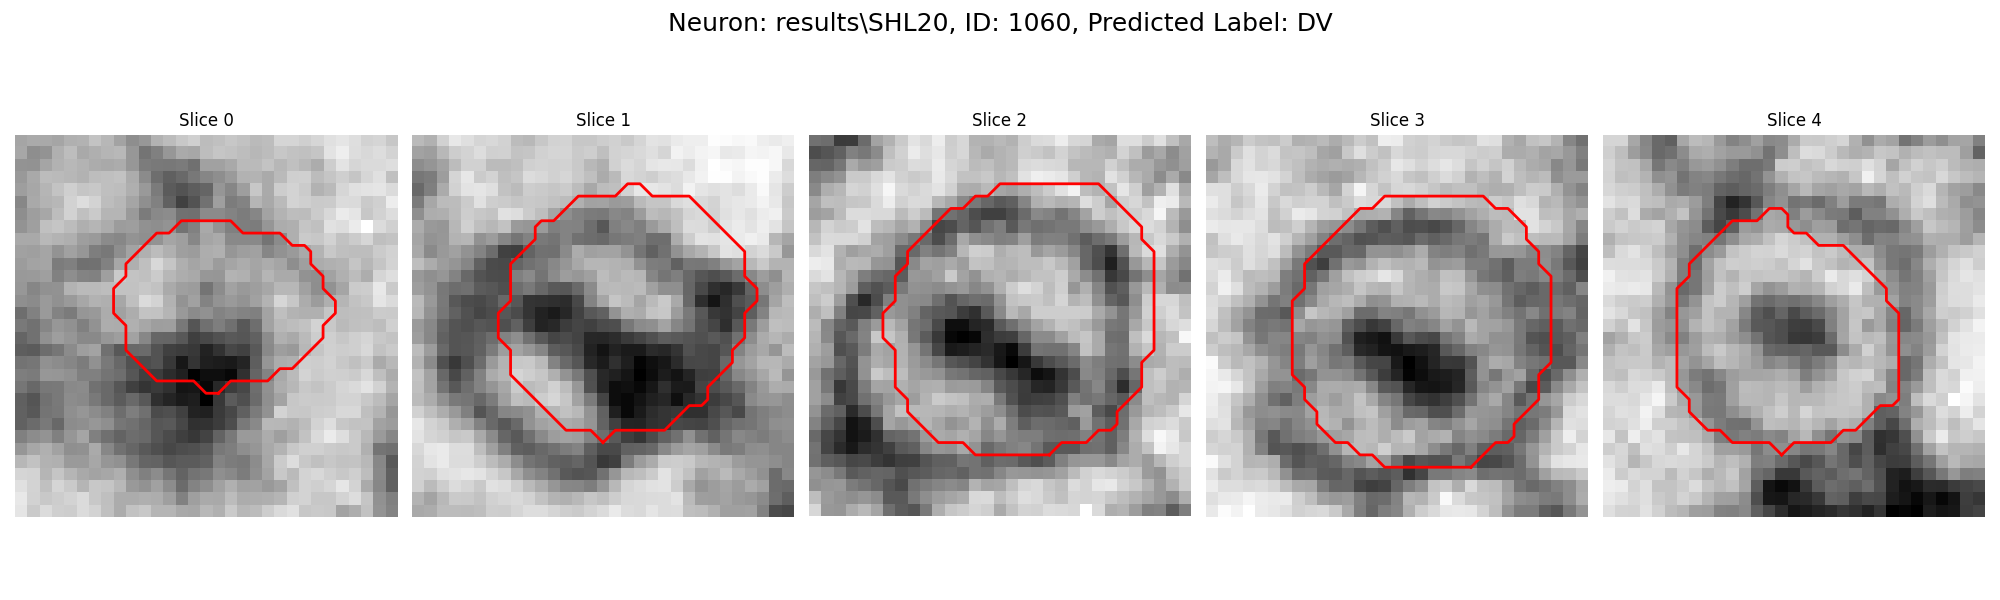 Neuron: results\SHL20, ID: 1060, Predicted Label: DV
Slice 0
Slice 1
Slice 2
Slice 3
Slice 4